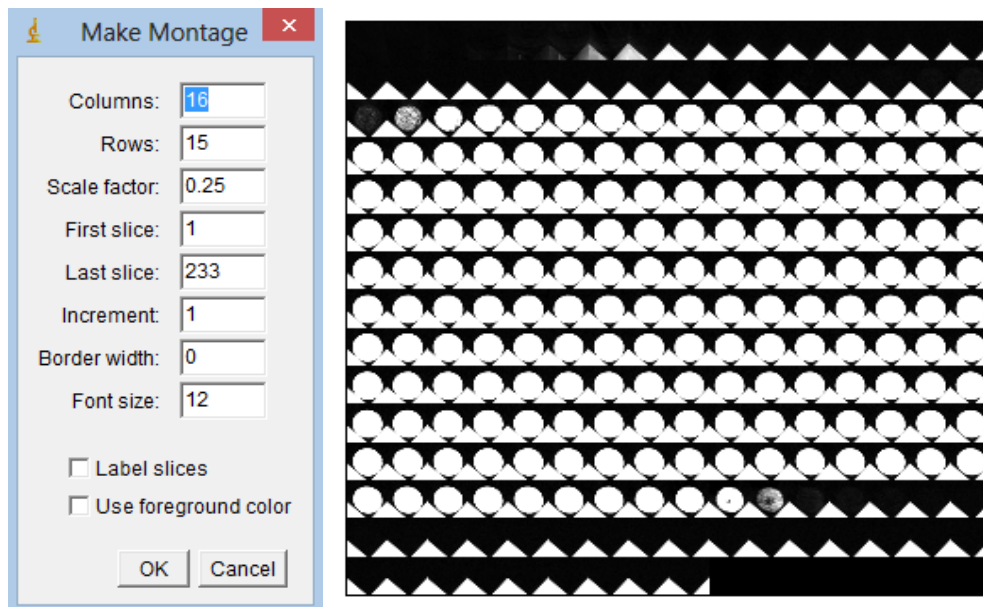 Make Montage
Columns: 16
Rows: 15
Scale factor: 0.25
First slice: 1
Last slice: 233
Increment: 1
Border width: 0
Font size: 12
Label slices
Use foreground color
OK Cancel